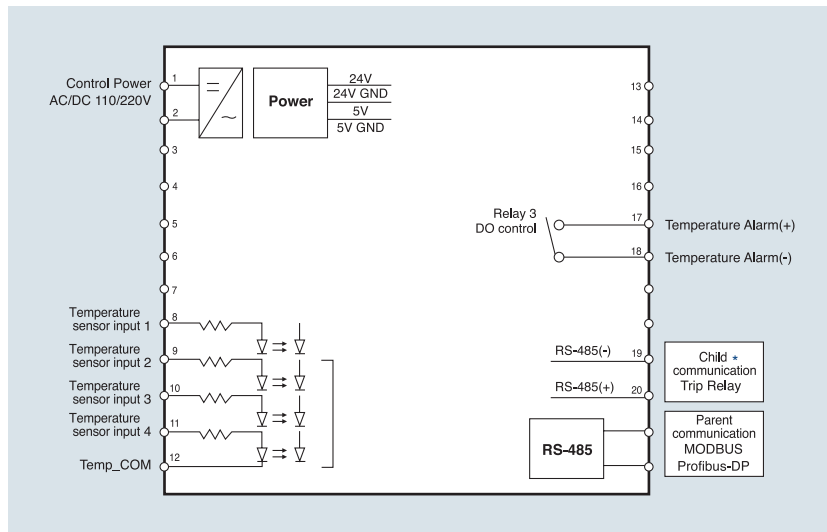 Control Power
AC/DC 110/220V
1
2
3
4
5
6
7
Power
24V
24V GND
5V
5V GND
13
14
15
16
Relay 3
DO control
17
Temperature Alarm(+)
18
Temperature Alarm(-)
Temperature
sensor input 1
8
Temperature
sensor input 2
9
Temperature
sensor input 3
10
Temperature
sensor input 4
11
Temp_COM
12
RS-485(-)
19
RS-485(+)
20
Child *
communication
Trip Relay
RS-485
Parent
communication
MODBUS
Profibus-DP